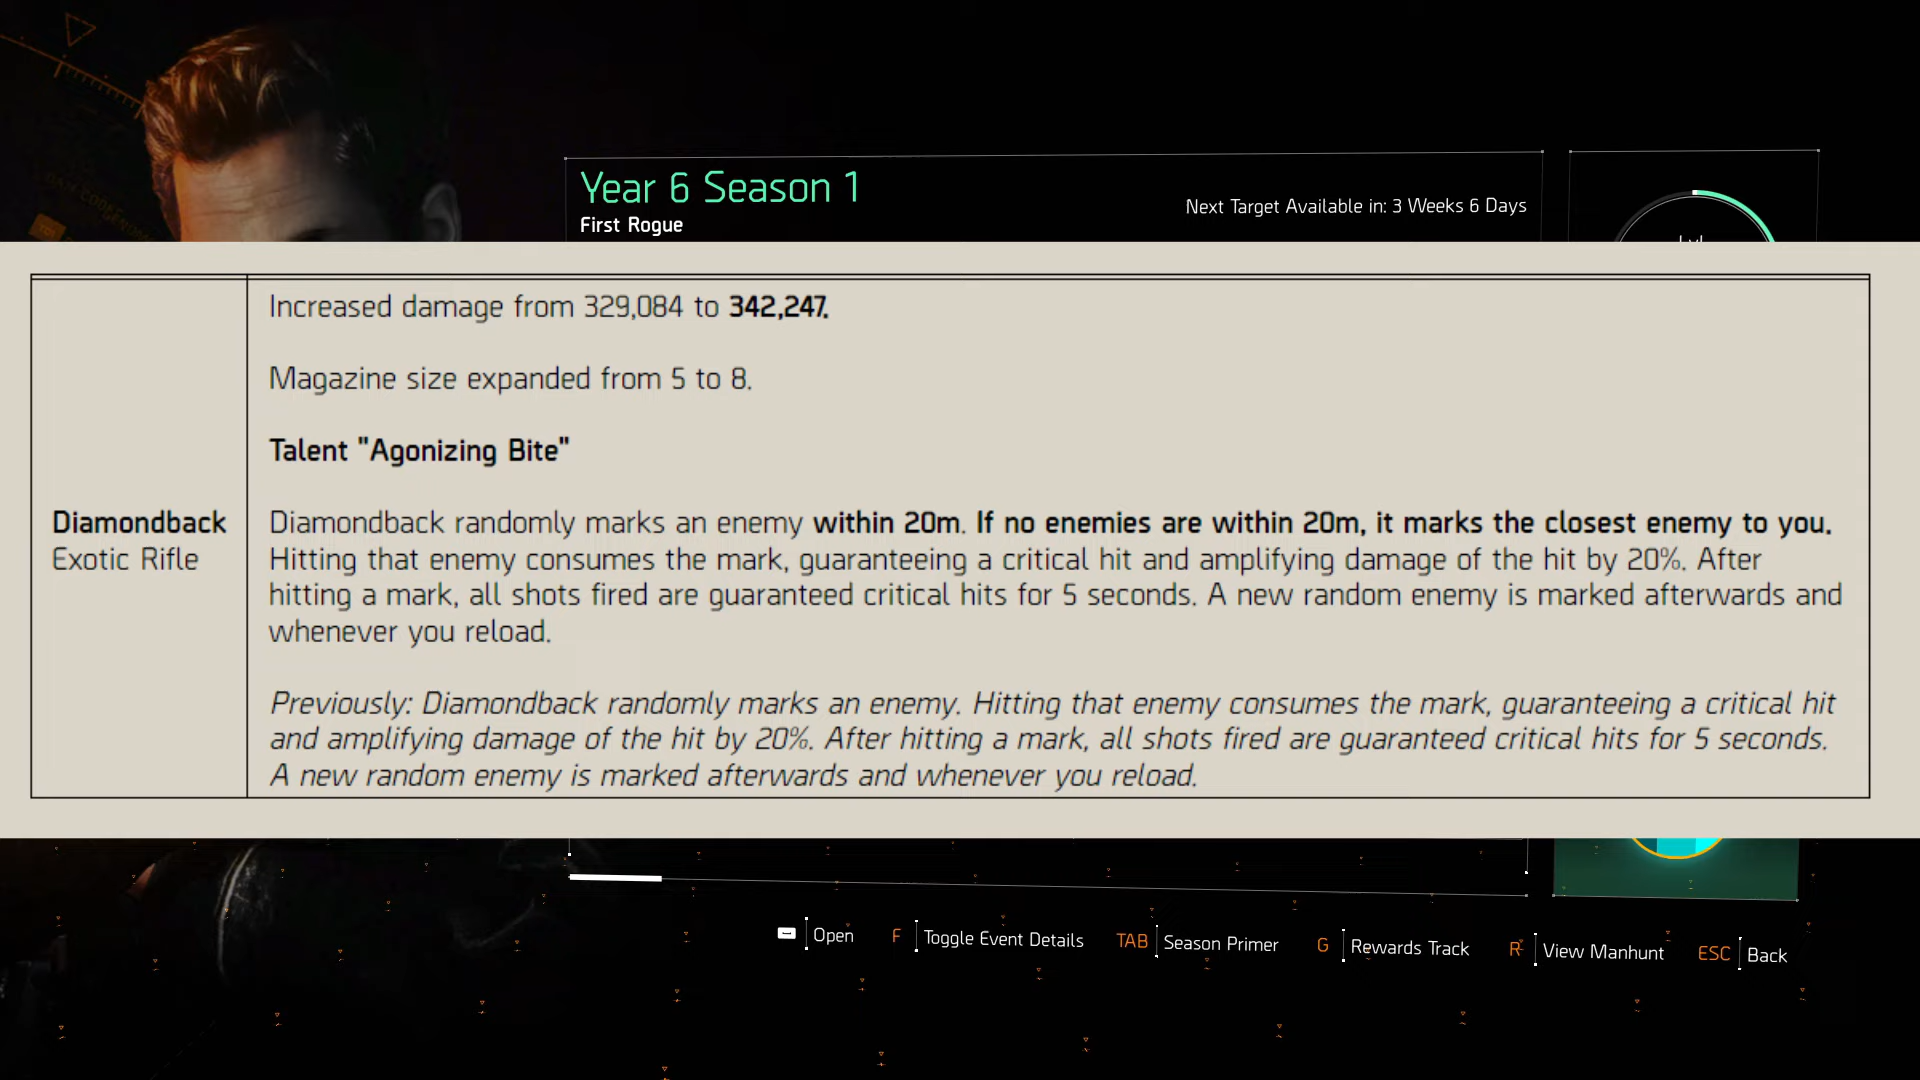 Year 6 Season 1
First Rogue
Next Target Available in: 3 Weeks 6 Days
Diamondback
Exotic Rifle
Increased damage from 329,084 to 342,247.
Magazine size expanded from 5 to 8.
Talent "Agonizing Bite"
Diamondback randomly marks an enemy within 20m. If no enemies are within 20m, it marks the closest enemy to you.
Hitting that enemy consumes the mark, guaranteeing a critical hit and amplifying damage of the hit by 20%. After
hitting a mark, all shots fired are guaranteed critical hits for 5 seconds. A new random enemy is marked afterwards and
whenever you reload.
Previously: Diamondback randomly marks an enemy. Hitting that enemy consumes the mark, guaranteeing a critical hit
and amplifying damage of the hit by 20%. After hitting a mark, all shots fired are guaranteed critical hits for 5 seconds.
A new random enemy is marked afterwards and whenever you reload.
Open F Toggle Event Details TAB Season Primer G Rewards Track R View Manhunt ESC Back